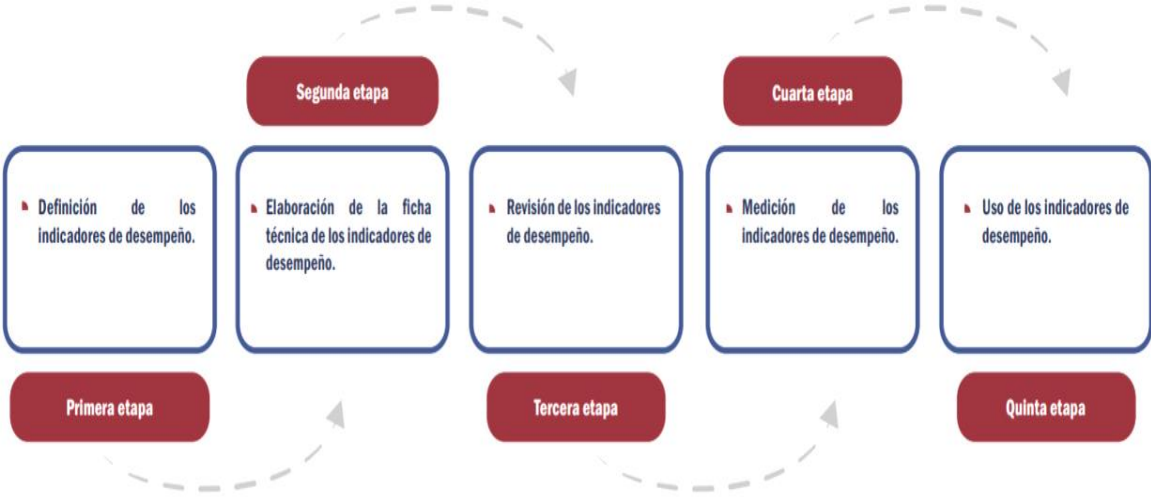 Segunda etapa
Cuarta etapa
Definición de los
indicadores de desempeño.
Elaboración de la ficha
técnica de los indicadores de
desempeño.
Revisión de los indicadores
de desempeño.
Medición de los
indicadores de desempeño.
Uso de los indicadores de
desempeño.
Primera etapa
Tercera etapa
Quinta etapa